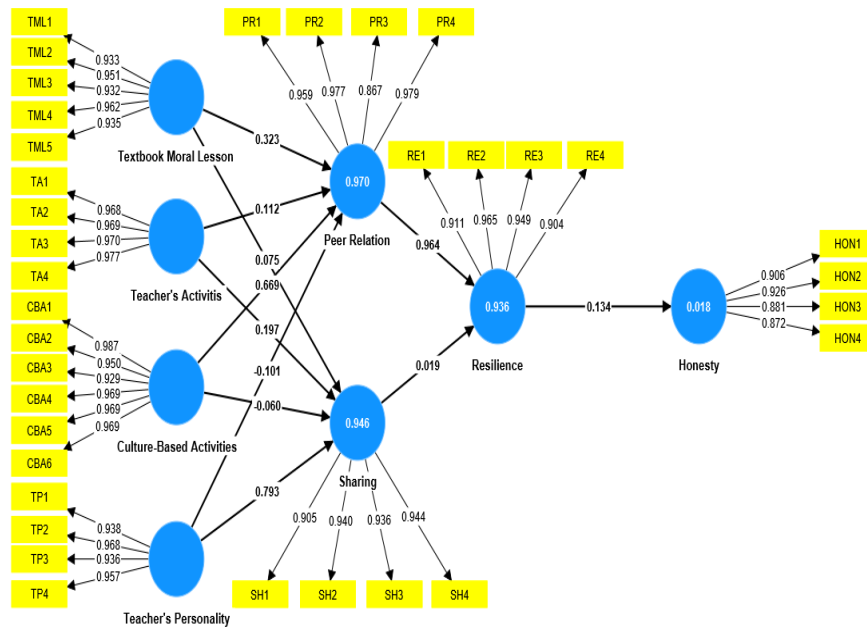 TML1
TML2
TML3
TML4
TML5
0.933
0.951
0.932
0.962
0.935
Textbook Moral Lesson
TA1
TA2
TA3
TA4
0.968
0.969
0.970
0.977
Teacher's Activitis
CBA1
CBA2
CBA3
CBA4
CBA5
CBA6
0.987
0.950
0.929
0.969
0.969
0.969
Culture-Based Activities
TP1
TP2
TP3
TP4
0.938
0.968
0.936
0.957
Teacher's Personality
PR1
PR2
PR3
PR4
0.959
0.977
0.867
0.979
0.323
0.112
0.075
0.669
0.197
-0.101
-0.060
0.793
0.970
Peer Relation
0.946
Sharing
0.905
0.940
0.936
0.944
SH1
SH2
SH3
SH4
0.964
0.019
RE1
RE2
RE3
RE4
0.911
0.965
0.949
0.904
0.936
Resilience
0.134
0.018
Honesty
0.906
0.926
0.881
0.872
HON1
HON2
HON3
HON4